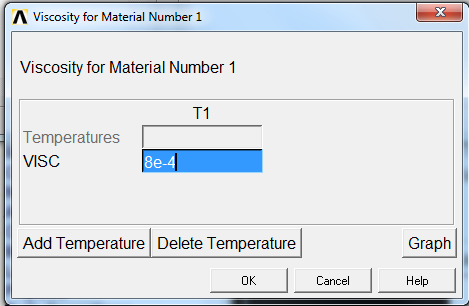 Viscosity for Material Number 1
Viscosity for Material Number 1
T1
Temperatures
VISC 8e-4
Add Temperature Delete Temperature Graph
OK Cancel Help